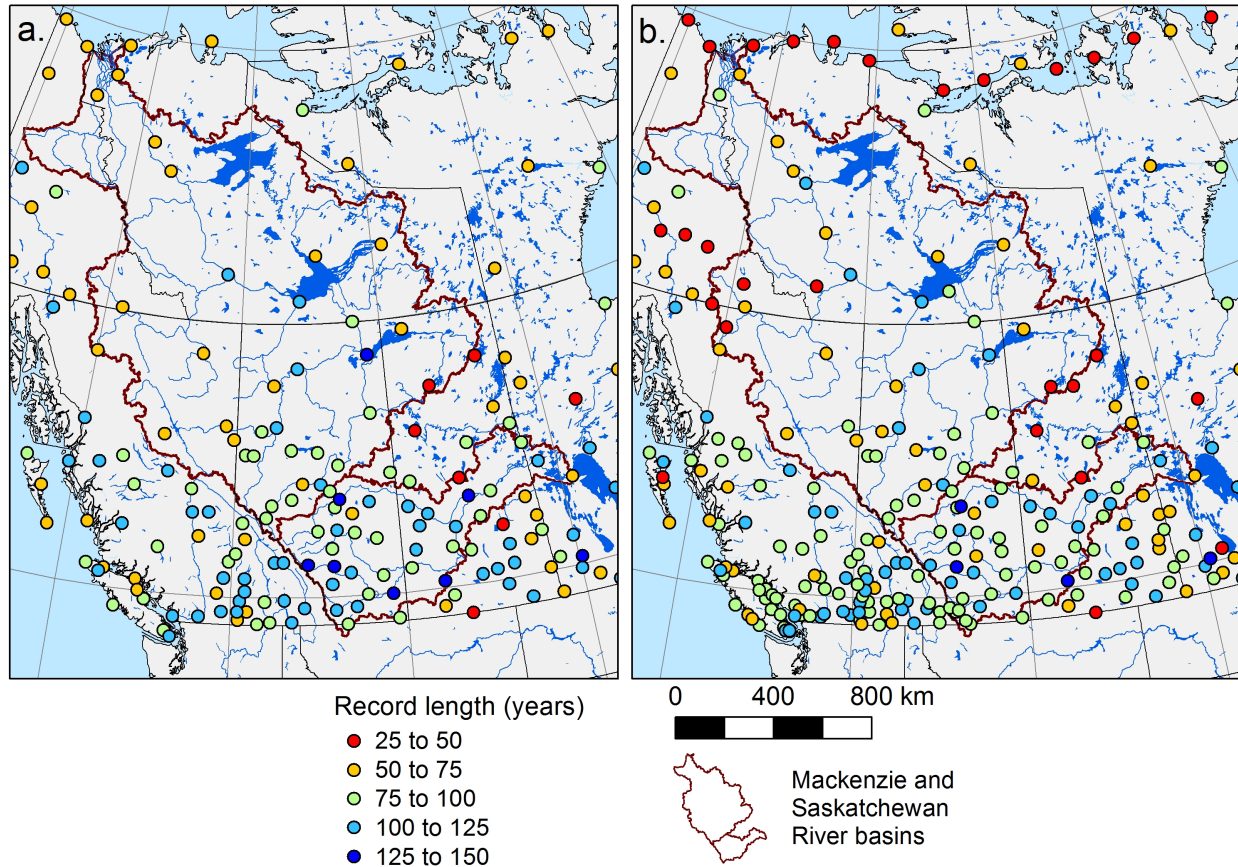 a.
b.
Record length (years)
25 to 50
50 to 75
75 to 100
100 to 125
125 to 150
0 400 800 km
Mackenzie and
Saskatchewan
River basins